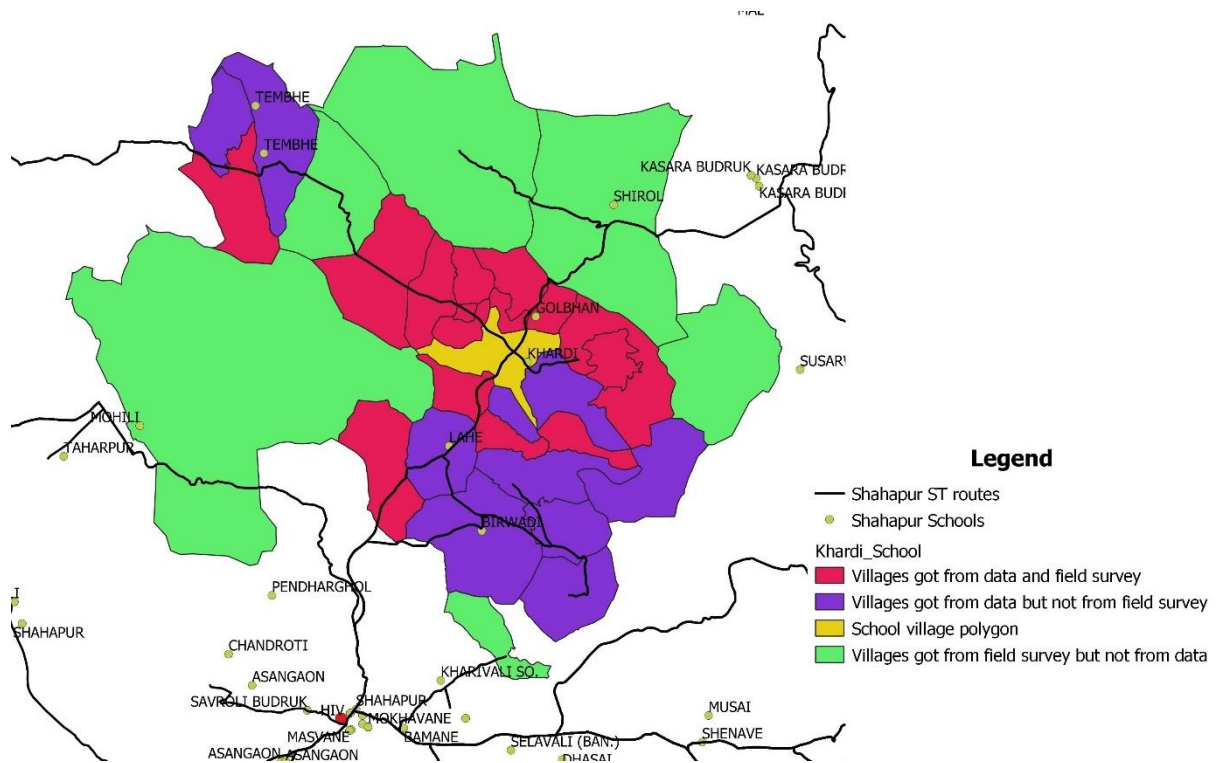 MAL
TEMBHE
TEMBHE
KASARA BUDRUK
KASARA BUDR
KASARA BUDI
SHIROL
GOLBHAN
KHARDI
SUSARV
MOHILI
LAHE
TAHARPUR
BIRWADI
PENDHARGHOL
I
SHAHAPUR
CHANDROTI
ASANGAON
KHARIVALI SO.
SAVROLI BUDRUK
HIV
SHAHAPUR
MOKHAVANE
MASVANE
BAMANE
MUSAI
SHENAVE
ASANGAON
ASANGAON
SELAVALI (BAN.)
DHASAI
Legend
Shahapur ST routes
Shahapur Schools
Khardi_School
Villages got from data and field survey
Villages got from data but not from field survey
School village polygon
Villages got from field survey but not from data